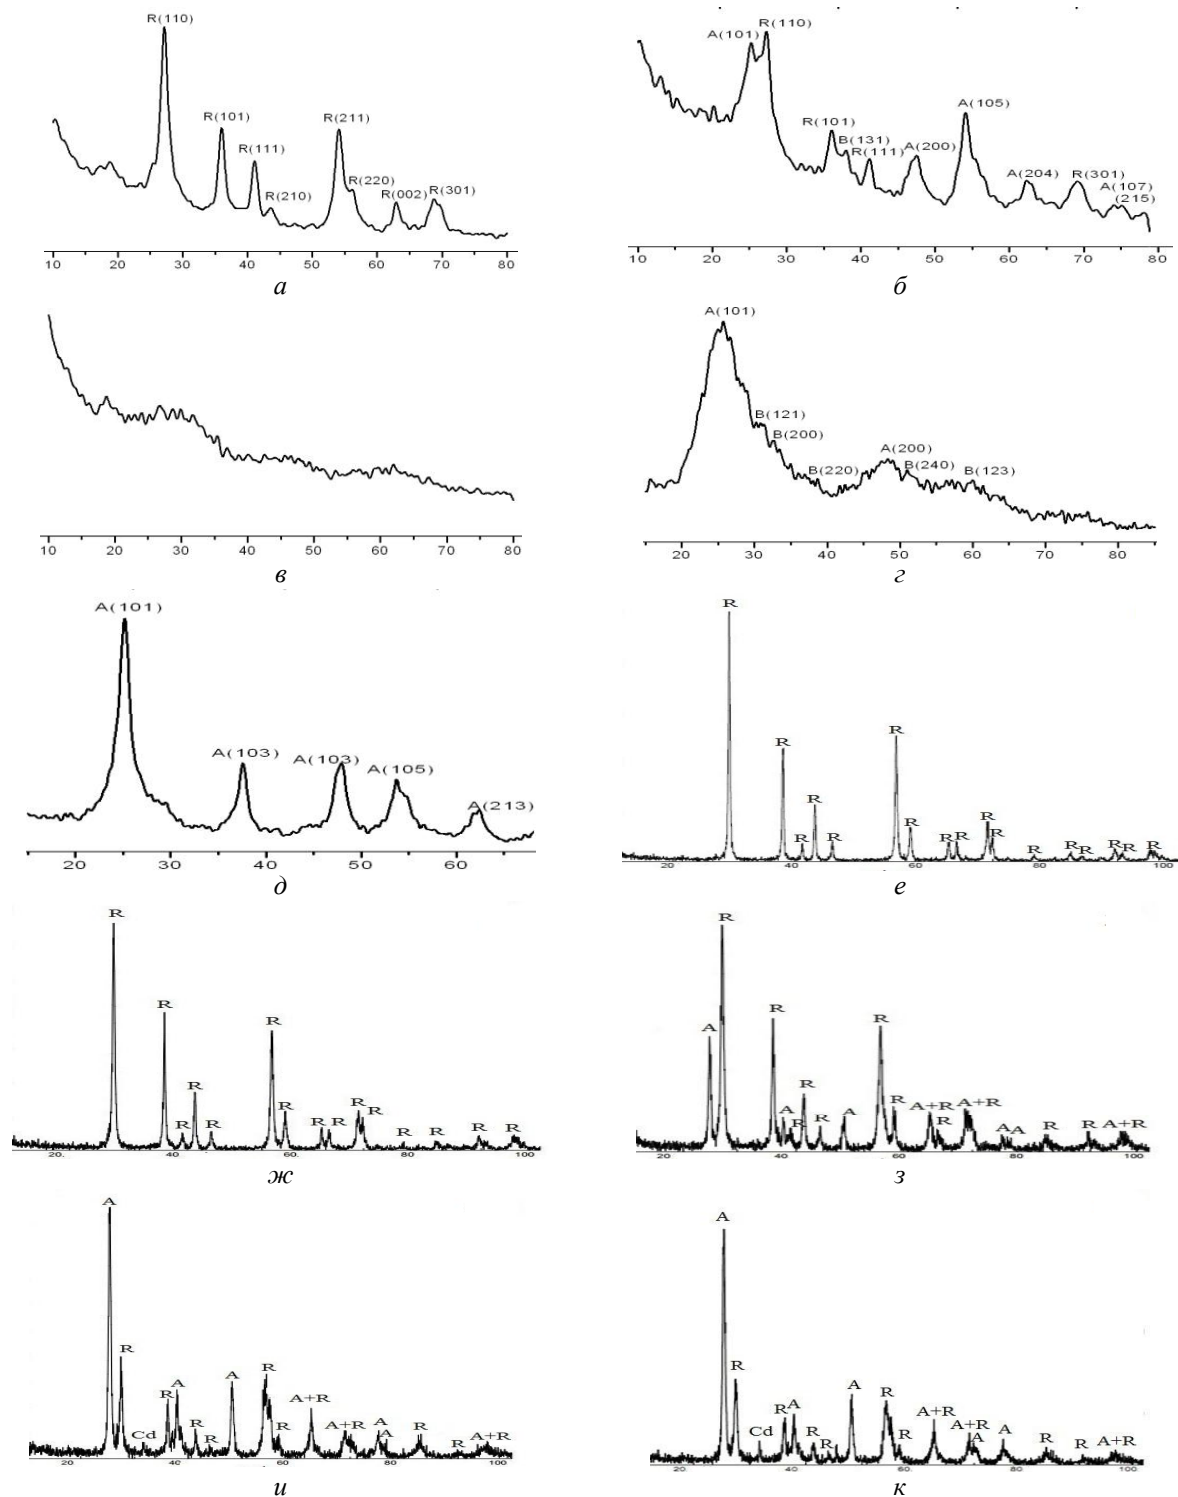 R(110)
R(101)
R(111)
R(210)
R(211)
R(220)
R(002)
R(301)
10 20 30 40 50 60 70 80
а
A(101)
R(110)
R(101)
B(131)
R(111)
A(200)
A(105)
A(204)
R(301)
A(107)
(215)
10 20 30 40 50 60 70 80
б
10 20 30 40 50 60 70 80
в
A(101)
B(121)
B(200)
B(220)
A(200)
B(240)
B(123)
20 30 40 50 60 70 80
г
A(101)
A(103)
A(103)
A(105)
A(213)
20 30 40 50 60
д
R
R
R
R
R
R
R
R R
R
R
R
R
R
R
R
R
40 60 80 100
е
R
R
R
R
R
R
R
R R
R
R
R
R
R
R
20. 40 60. 80 100
ж
A
R
R
A
R
R
R
A
R
R
A+R
R
A+R
A A
R
R
A+R
20 40 60 80 100
з
A
R
Cd
R
A
R
R
A
R
R
A+R
A+R
A
A
R
R
A+R
20 40 60 80 100
и
A
R
Cd
R
A
R
R
A
R
R
A+R
A+R
A
A
R
R
A+R
20 40 60 80 100
к